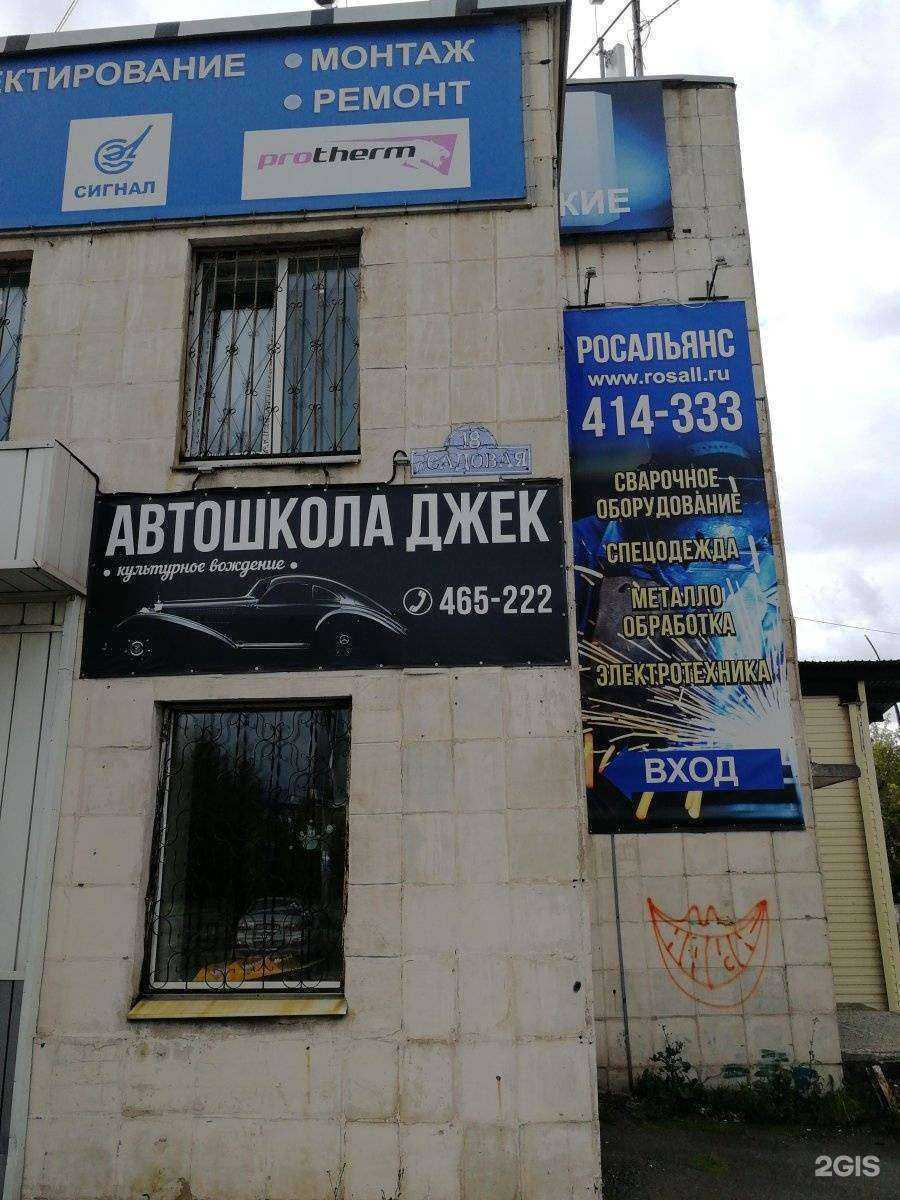 ЕКТИРОВАНИЕ
• МОНТАЖ
• РЕМОНТ
СИГНАЛ
protherm
КИЕ
РОСАЛЬЯНС
www.rosall.ru
414-333
СВАРОЧНОЕ
ОБОРУДОВАНИЕ
СПЕЦОДЕЖДА
МЕТАЛЛО
ОБРАБОТКА
ЭЛЕКТРОТЕХНИКА
ВХОД
18
САДОВАЯ
АВТОШКОЛА ДЖЕК
• культурное вождение •
465-222
2GIS